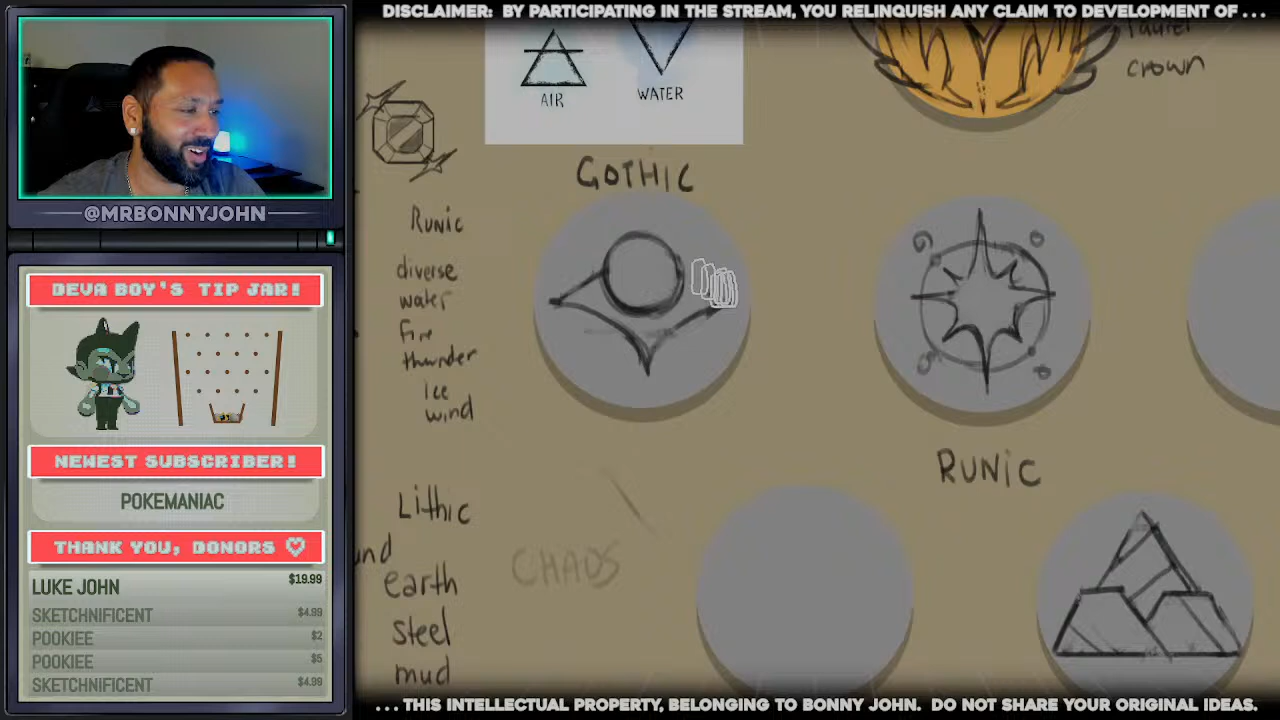 DISCLAIMER: BY PARTICIPATING IN THE STREAM, YOU RELINQUISH ANY CLAIM TO DEVELOPMENT OF . . .
@MRBONNYJOHN
DEVA BOY'S TIP JAR!
NEWEST SUBSCRIBER!
POKEMANIAC
THANK YOU, DONORS
LUKE JOHN $19.99
SKETCHNIFICENT $4.99
POOKIEE $2
POOKIEE $5
SKETCHNIFICENT $4.99
AIR
WATER
laurel
crown
GOTHIC
Runic
diverse
water
fire
thunder
Ice
wind
RUNIC
Lithic
CHAOS
earth
steel
mud
. . . THIS INTELLECTUAL PROPERTY, BELONGING TO BONNY JOHN. DO NOT SHARE YOUR ORIGINAL IDEAS.